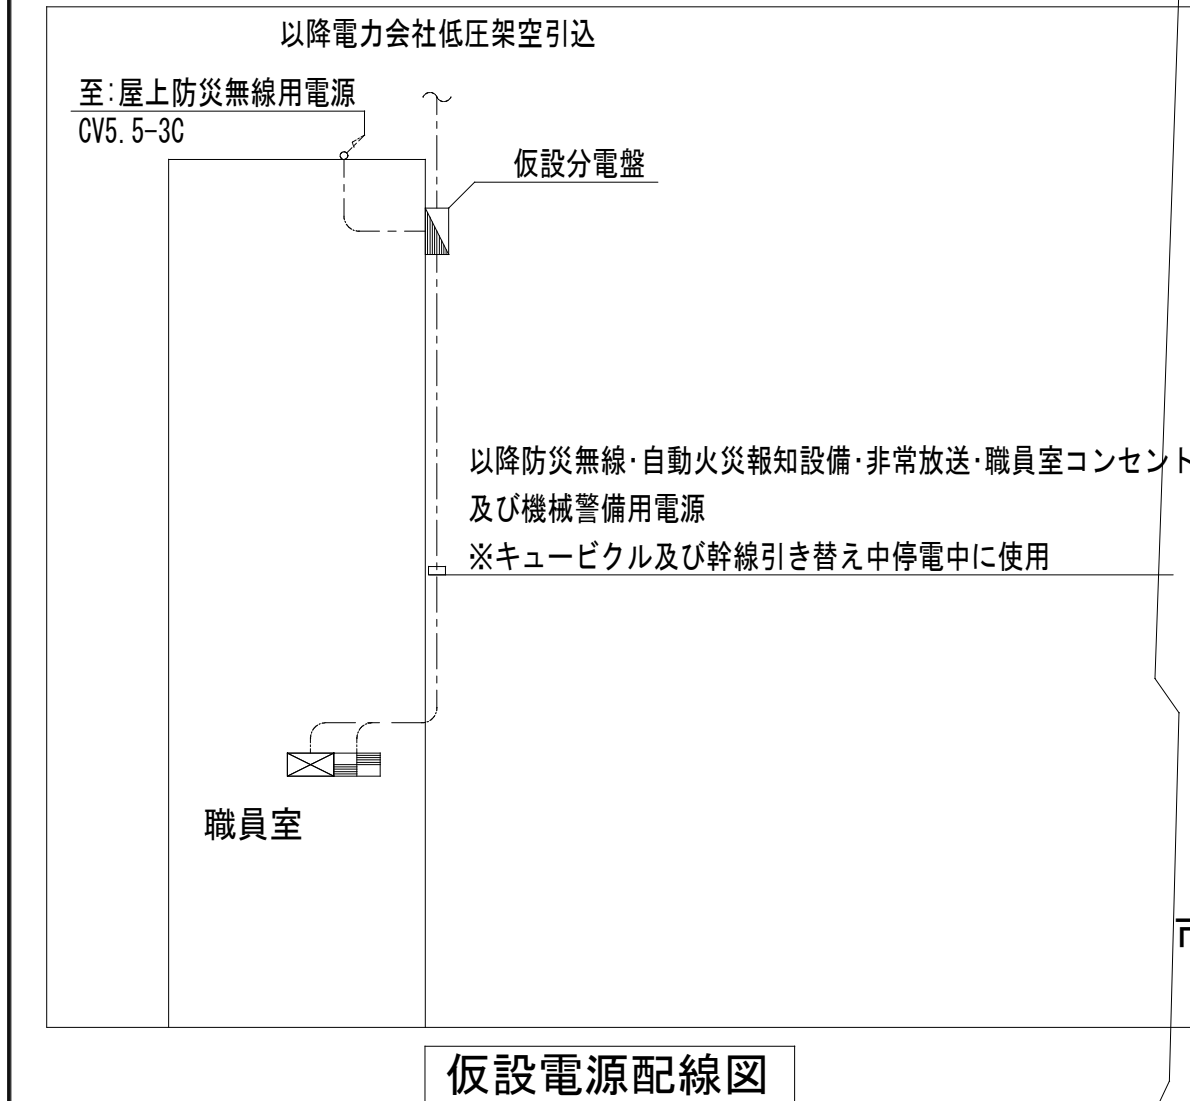 以降電力会社低圧架空引込
至:屋上防災無線用電源
CV5.5-3C
仮設分電盤
以降防災無線・自動火災報知設備・非常放送・職員室コンセント
及び機械警備用電源
※キュービクル及び幹線引き替え中停電中に使用
職員室
仮設電源配線図